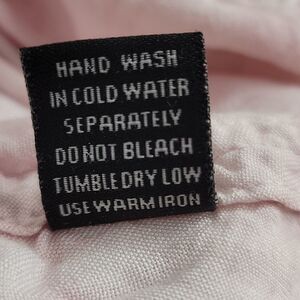 HAND WASH
IN COLD WATER
SEPARATELY
DO NOT BLEACH
TUMBLE DRY LOW
USE WARM IRON